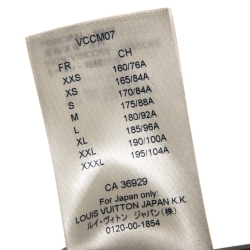 VCCM07
FR CH
XXS 160/76A
XS 165/84A
S 170/84A
M 175/88A
L 180/92A
XL 185/96A
XXL 190/100A
XXXL 195/104A
CA 36929
For Japan only:
LOUIS VUITTON JAPAN K.K.
ルイ・ヴィトン ジャパン(株)
0120-00-1854